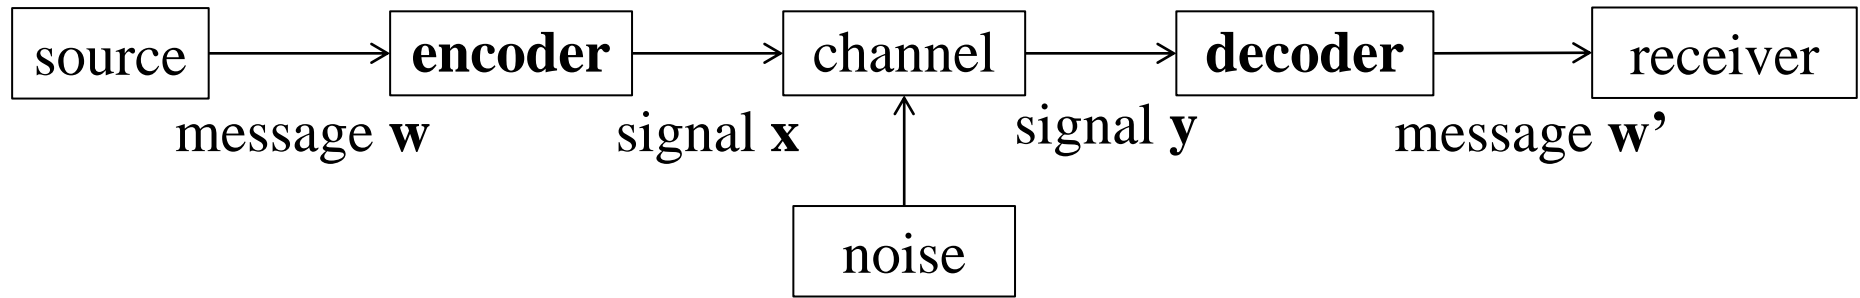 source
encoder
channel
decoder
receiver
message w
signal x
signal y
message w’
noise